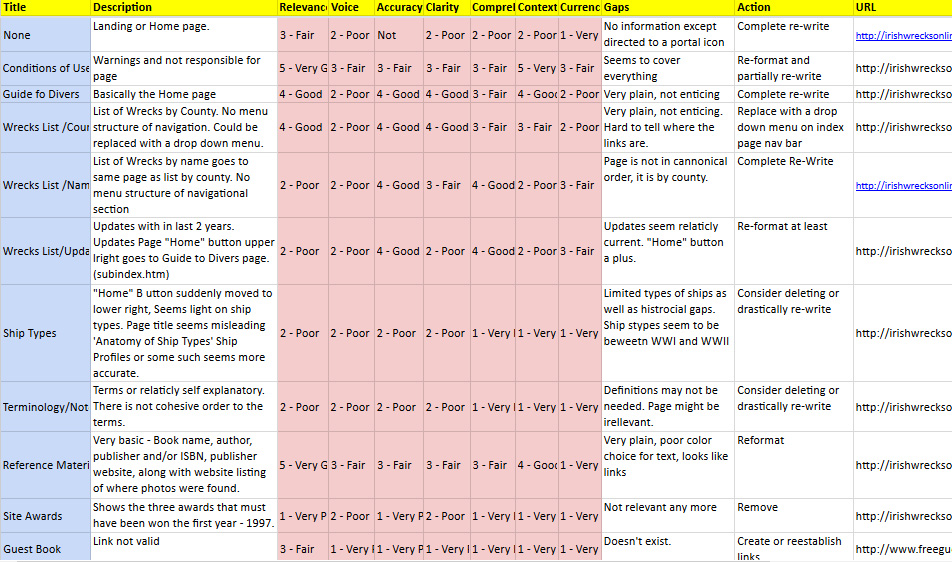 Title Description Relevanc Voice Accuracy Clarity Comprel Context Currenc Gaps Action URL
None
Landing or Home page.
3 - Fair 2 - Poor Not 2 - Poor 2 - Poor 2 - Poor 1 - Very
No information except
directed to a portal icon
Complete re-write
http://irishwrecksonlin
Conditions of Use
Warnings and not responsible for
page
5 - Very G 3 - Fair 3 - Fair 3 - Fair 3 - Fair 5 - Very 3 - Fair
Seems to cover
everything
Re-format and
partially re-write
http://irishwreckso
Guide fo Divers
Basically the Home page
4 - Good 2 - Poor 4 - Good 4 - Good 3 - Fair 4 - Good 2 - Poor
Very plain, not enticing
Complete re-write
http://irishwreckso
Wrecks List /Cour
List of Wrecks by County. No menu
structure of navigation. Could be
replaced with a drop down menu.
4 - Good 2 - Poor 4 - Good 4 - Good 3 - Fair 3 - Fair 2 - Poor
Very plain, not enticing.
Hard to tell where the
links are.
Replace with a drop
down menu on index
page nav bar
http://irishwreckso
Wrecks List /Nam
List of Wrecks by name goes to
same page as list by county. No
menu structure of navigational
section
2 - Poor 2 - Poor 4 - Good 3 - Fair 4 - Good 2 - Poor 3 - Fair
Page is not in cannonical
order, it is by county.
Complete Re-Write
http://irishwrecksonlin
Wrecks List/Upda
Updates with in last 2 years.
Updates Page "Home" button upper
lright goes to Guide to Divers page.
(subindex.htm)
2 - Poor 2 - Poor 4 - Good 2 - Poor 4 - Good 2 - Poor 3 - Fair
Updates seem relaticly
current. "Home" button
a plus.
Re-format at least
http://irishwreckso
Ship Types
"Home" B utton suddenly moved to
lower right, Seems light on ship
types. Page title seems misleading
'Anatomy of Ship Types' Ship
Profiles or some such seems more
accurate.
2 - Poor 2 - Poor 2 - Poor 2 - Poor 1 - Very 1 - Very 1 - Very
Limited types of ships as
well as histrocial gaps.
Ship stypes seem to be
beweetn WWI and WWII
Consider deleting or
drastically re-write
http://irishwreckso
Terminology/Not
Terms or relaticly self explanatory.
There is not cohesive order to the
terms.
2 - Poor 2 - Poor 2 - Poor 2 - Poor 1 - Very 1 - Very 1 - Very
Definitions may not be
needed. Page might be
irellevant.
Consider deleting or
drastically re-write
http://irishwreckso
Reference Materi
Very basic - Book name, author,
publisher and/or ISBN, publisher
website, along with website listing
of where photos were found.
5 - Very G 3 - Fair 3 - Fair 3 - Fair 3 - Fair 4 - Good 1 - Very
Very plain, poor color
choice for text, looks like
links
Reformat
http://irishwreckso
Site Awards
Shows the three awards that must
have been won the first year - 1997.
1 - Very P 2 - Poor 1 - Very P 2 - Poor 1 - Very 1 - Very 1 - Very
Not relevant any more
Remove
http://irishwreckso
Guest Book
Link not valid
3 - Fair 1 - Very 1 - Very P 1 - Very 1 - Very 1 - Very 1 - Very
Doesn't exist.
Create or reestablish
links
http://www.freegu